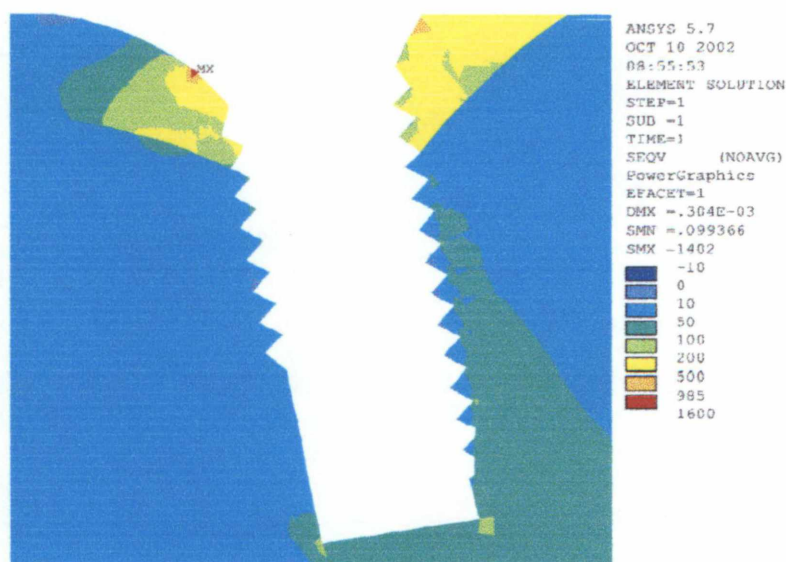 MX
ANSYS 5.7
OCT 10 2002
08:55:53
ELEMENT SOLUTION
STEP=1
SUB =1
TIME=1
SEQV (NOAVG)
PowerGraphics
EFACET=1
DMX =.304E-03
SMN =.099366
SMX =1402
-10
0
10
50
100
200
500
985
1600